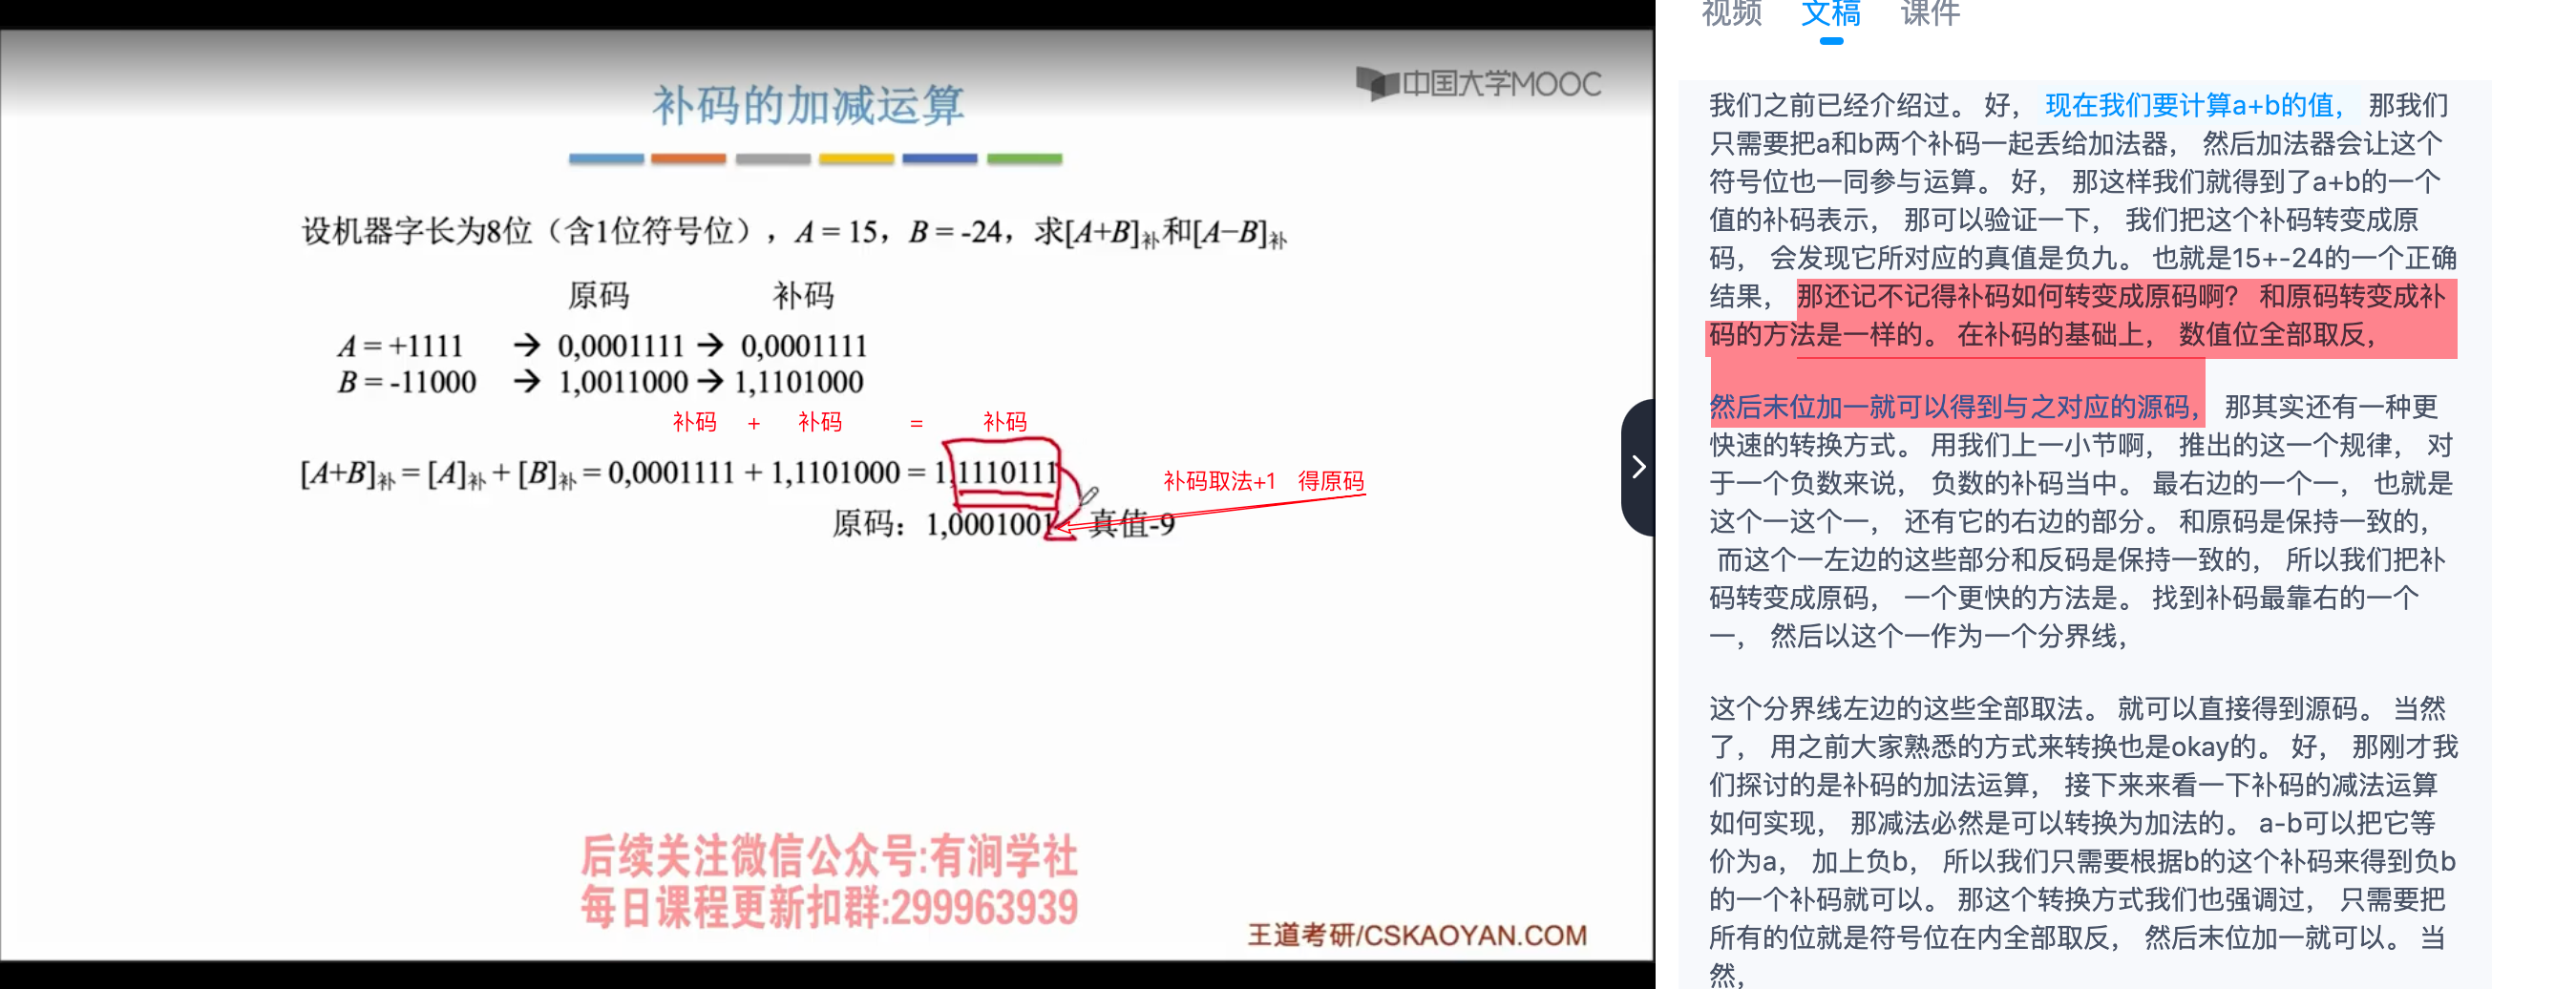 中国大学MOOC
补码的加减运算
设机器字长为8位（含1位符号位），A = 15，B = -24，求[A+B]补和[A−B]补
原码 补码
A = +1111 → 0,0001111 → 0,0001111
B = -11000 → 1,0011000 → 1,1101000
补码 + 补码 = 补码
[A+B]补 = [A]补 + [B]补 = 0,0001111 + 1,1101000 = 1,1110111
补码取法+1 得原码
原码：1,0001001 真值-9
后续关注微信公众号:有涧学社
每日课程更新扣群:299963939
王道考研/CSKAOYAN.COM
视频 文稿 课件
我们之前已经介绍过。 好， 现在我们要计算a+b的值， 那我们
只需要把a和b两个补码一起丢给加法器， 然后加法器会让这个
符号位也一同参与运算。 好， 那这样我们就得到了a+b的一个
值的补码表示， 那可以验证一下， 我们把这个补码转变成原
码， 会发现它所对应的真值是负九。 也就是15+-24的一个正确
结果， 那还记不记得补码如何转变成原码啊？ 和原码转变成补
码的方法是一样的。 在补码的基础上， 数值位全部取反，
然后末位加一就可以得到与之对应的源码， 那其实还有一种更
快速的转换方式。 用我们上一小节啊， 推出的这一个规律， 对
于一个负数来说， 负数的补码当中。 最右边的一个一， 也就是
这个一这个一， 还有它的右边的部分。 和原码是保持一致的，
而这个一左边的这些部分和反码是保持一致的， 所以我们把补
码转变成原码， 一个更快的方法是。 找到补码最靠右的一个
一， 然后以这个一作为一个分界线，
这个分界线左边的这些全部取法。 就可以直接得到源码。 当然
了， 用之前大家熟悉的方式来转换也是okay的。 好， 那刚才我
们探讨的是补码的加法运算， 接下来来看一下补码的减法运算
如何实现， 那减法必然是可以转换为加法的。 a-b可以把它等
价为a， 加上负b， 所以我们只需要根据b的这个补码来得到负b
的一个补码就可以。 那这个转换方式我们也强调过， 只需要把
所有的位就是符号位在内全部取反， 然后末位加一就可以。 当
然，